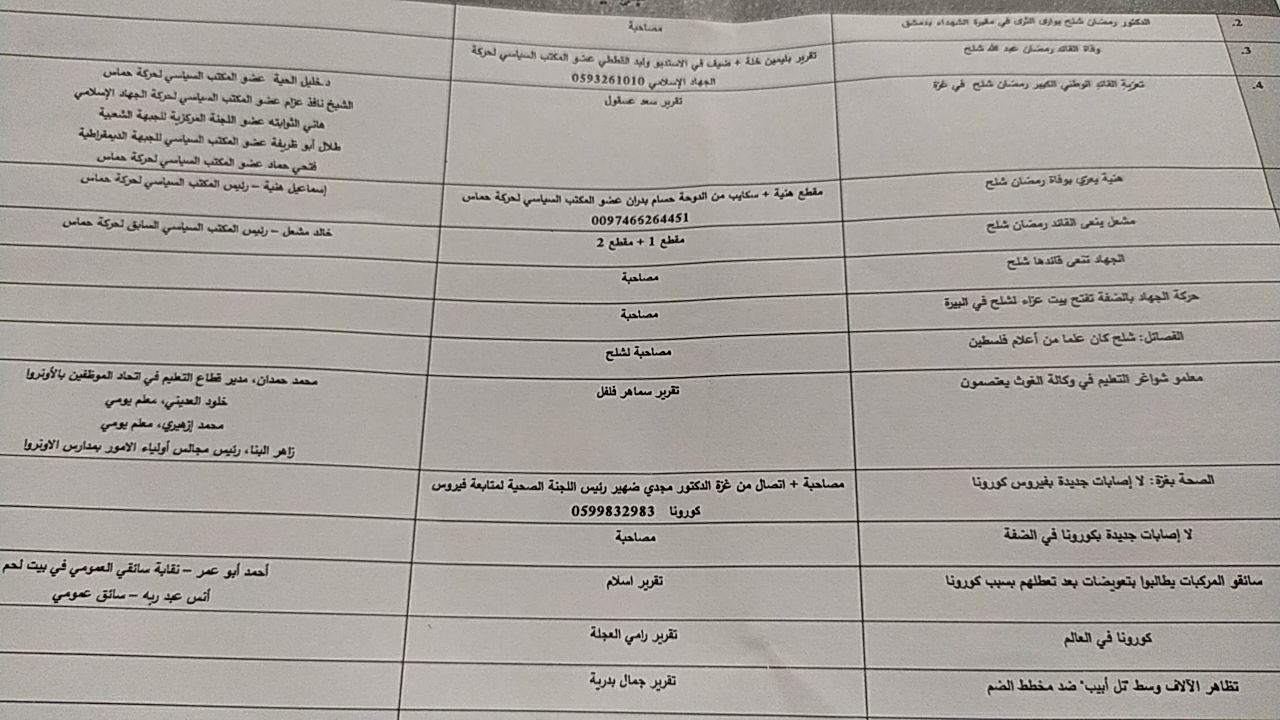 2. الدكتور رمضان شلح يوارى الثرى في مقبرة الشهداء بدمشق
مصاحبة
3. وفاة القائد رمضان عبد الله شلح
تقرير بليمين خلة + ضيف في الاستديو وليد القططي عضو المكتب السياسي لحركة
الجهاد الإسلامي 0593261010
4. تعزية القائد الوطني الكبير رمضان شلح في غزة
تقرير سعد عسقول
د.خليل الحية عضو المكتب السياسي لحركة حماس
الشيخ نافذ عزام عضو المكتب السياسي لحركة الجهاد الإسلامي
هاني الثوابته عضو اللجنة المركزية للجبهة الشعبية
طلال أبو ظريفة عضو المكتب السياسي للجبهة الديمقراطية
فتحي حماد عضو المكتب السياسي لحركة حماس
هنية يعزي بوفاة رمضان شلح
مقطع هنية + سكايب من الدوحة حسام بدران عضو المكتب السياسي لحركة حماس
0097466264451
إسماعيل هنية – رئيس المكتب السياسي لحركة حماس
مشعل ينعى القائد رمضان شلح
مقطع 1 + مقطع 2
خالد مشعل – رئيس المكتب السياسي السابق لحركة حماس
الجهاد تنعى قائدها شلح
مصاحبة
حركة الجهاد بالضفة تفتح بيت عزاء لشلح في البيرة
مصاحبة
الفصائل: شلح كان علما من أعلام فلسطين
مصاحبة لشلح
معلمو شواغر التعليم في وكالة الغوث يعتصمون
تقرير سماهر فلفل
محمد حمدان، مدير قطاع التعليم في اتحاد الموظفين بالأونروا
خلود العديني، معلم يومي
محمد إزهيري، معلم يومي
زاهر البنا، رئيس مجالس أولياء الامور بمدارس الاونروا
الصحة بغزة: لا إصابات جديدة بفيروس كورونا
مصاحبة + اتصال من غزة الدكتور مجدي ضهير رئيس اللجنة الصحية لمتابعة فيروس
كورونا 0599832983
لا إصابات جديدة بكورونا في الضفة
مصاحبة
سائقو المركبات يطالبوا بتعويضات بعد تعطلهم بسبب كورونا
تقرير اسلام
أحمد أبو عمر – نقابة سائقي العمومي في بيت لحم
أنس عبد ربه – سائق عمومي
كورونا في العالم
تقرير رامي العجلة
تظاهر الآلاف وسط "تل أبيب" ضد مخطط الضم
تقرير جمال بدرية